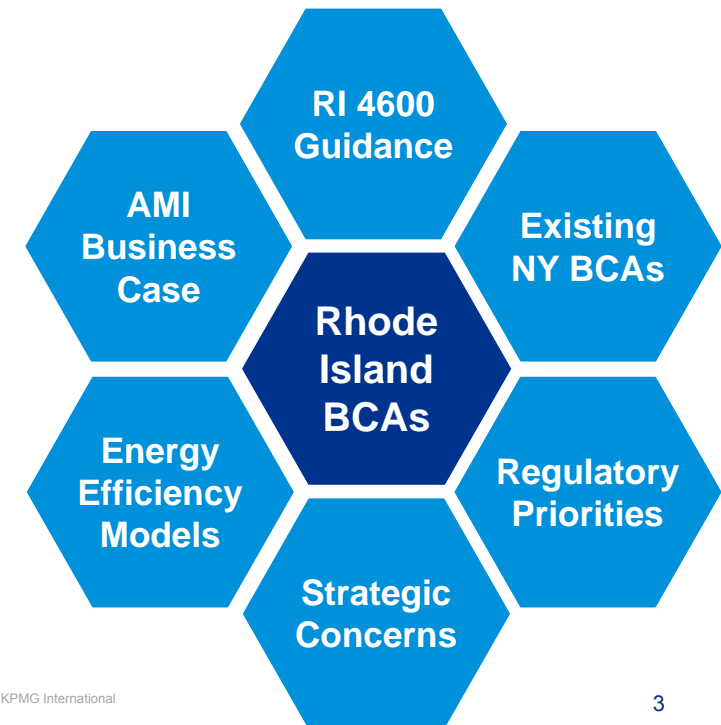 RI 4600
Guidance
AMI
Business
Case
Existing
NY BCAs
Rhode
Island
BCAs
Energy
Efficiency
Models
Regulatory
Priorities
Strategic
Concerns
KPMG International
3